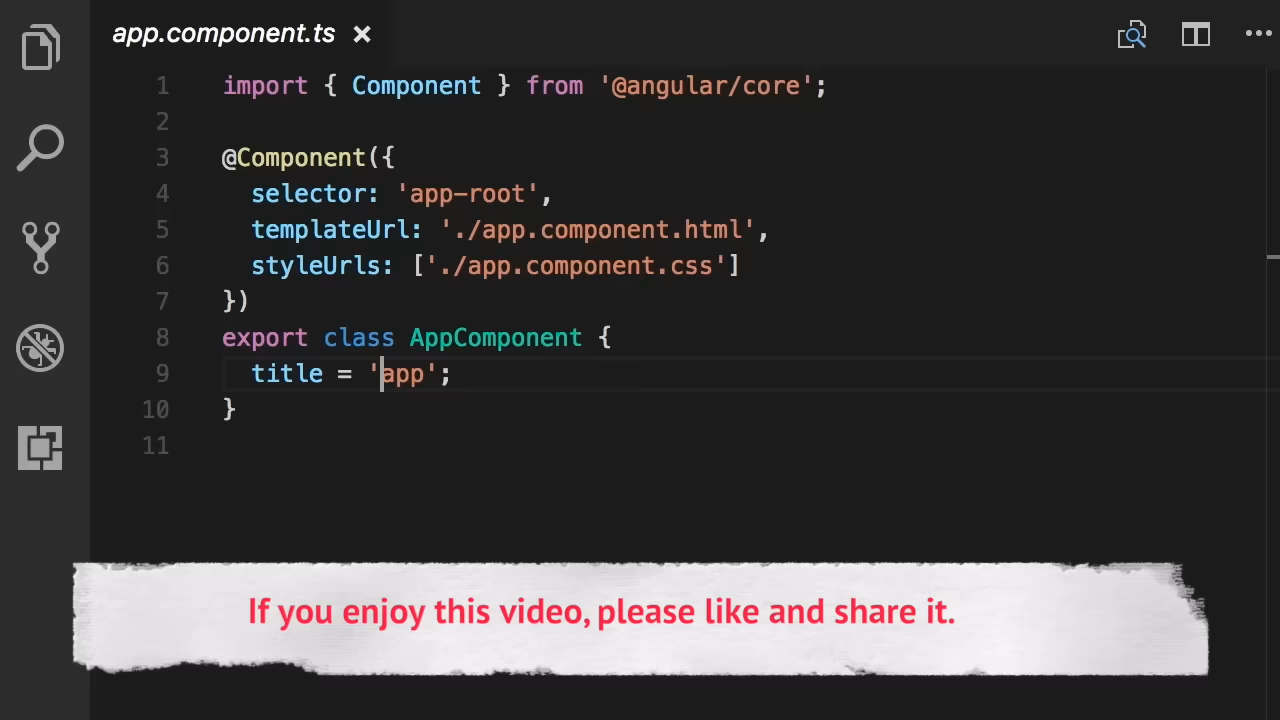 app.component.ts
1 import { Component } from '@angular/core';
2
3 @Component({
4   selector: 'app-root',
5   templateUrl: './app.component.html',
6   styleUrls: ['./app.component.css']
7 })
8 export class AppComponent {
9   title = 'app';
10 }
11
If you enjoy this video, please like and share it.